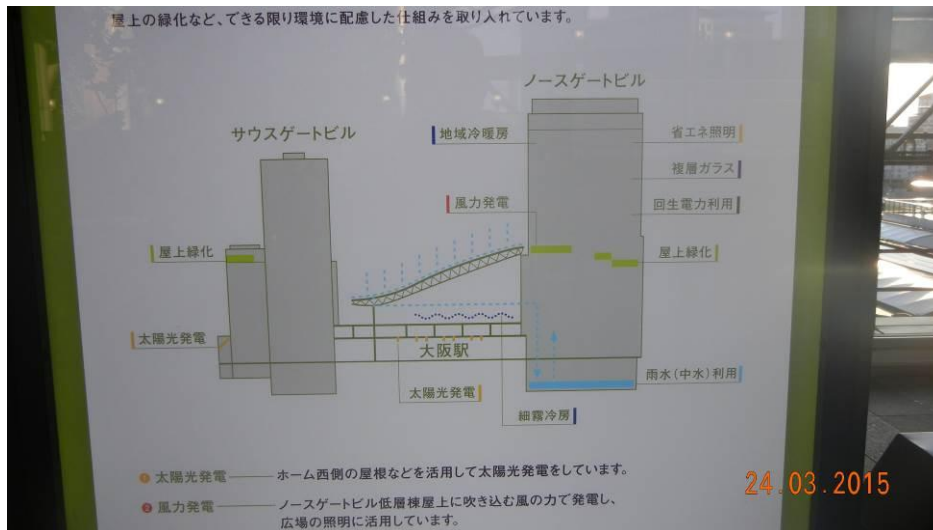 屋上の緑化など、できる限り環境に配慮した仕組みを取り入れています。
ノースゲートビル
サウスゲートビル
地域冷暖房
省エネ照明
複層ガラス
風力発電
回生電力利用
屋上緑化
屋上緑化
太陽光発電
大阪駅
雨水(中水)利用
太陽光発電
細霧冷房
1 太陽光発電 ホーム西側の屋根などを活用して太陽光発電をしています。
2 風力発電 ノースゲートビル低層棟屋上に吹き込む風の力で発電し、
広場の照明に活用しています。
24.03.2015